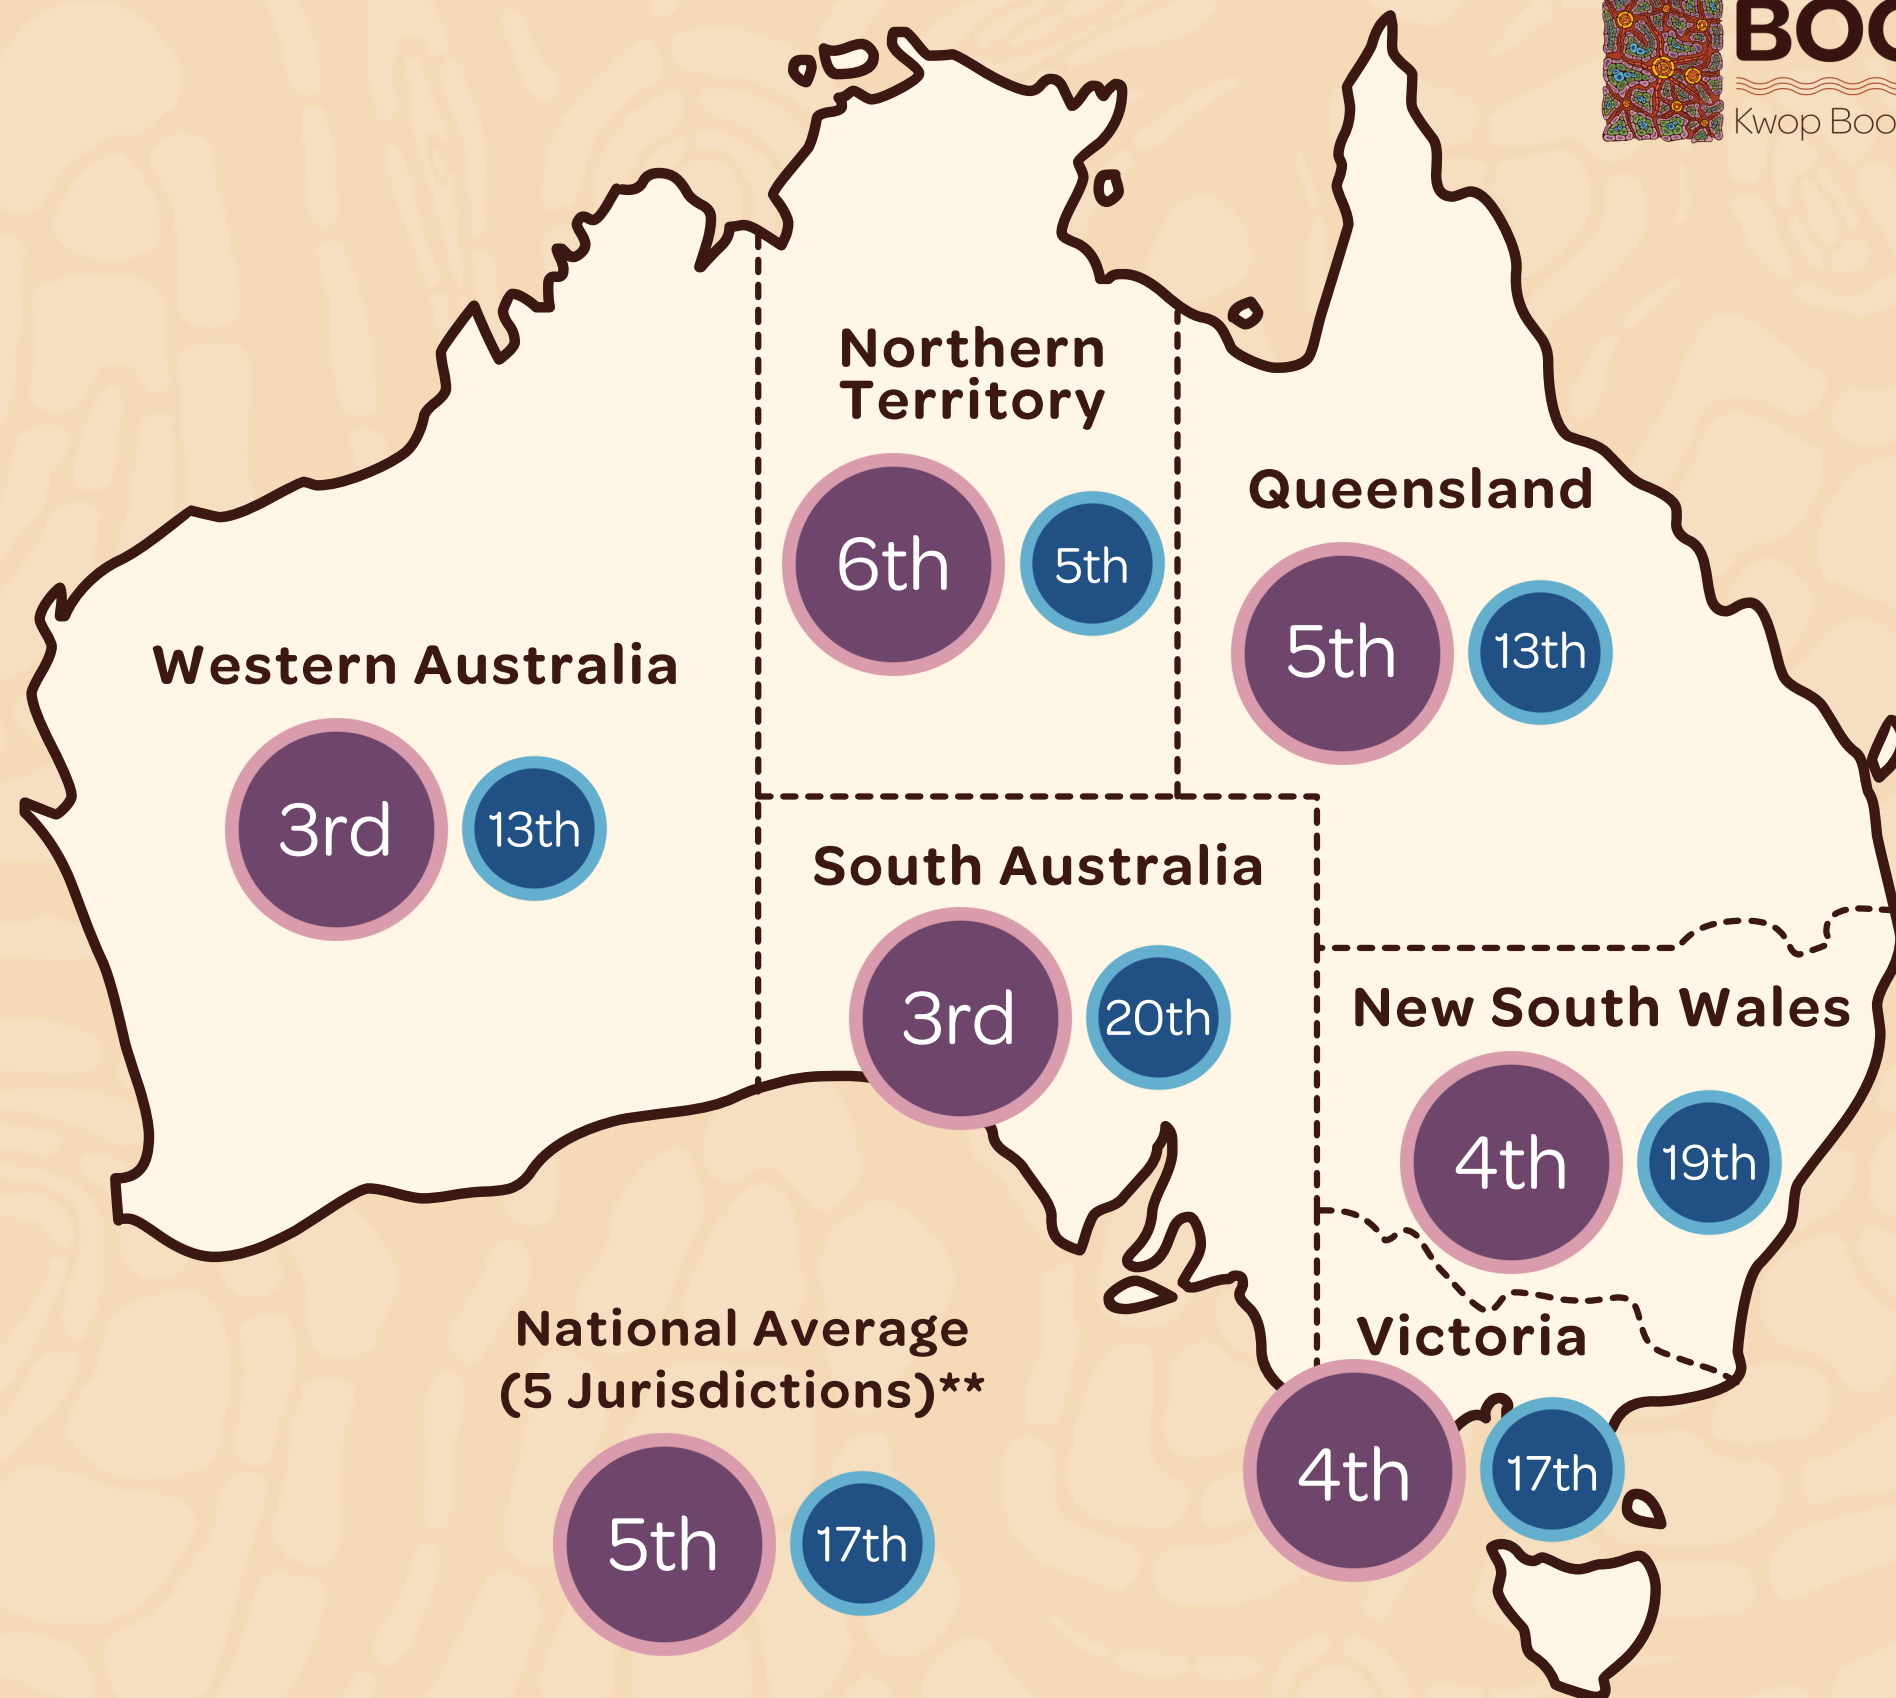 Kwop Boo
Northern
Territory
6th
5th
Queensland
5th
13th
Western Australia
3rd
13th
South Australia
3rd
20th
New South Wales
4th
19th
Victoria
4th
17th
National Average
(5 Jurisdictions)**
5th
17th